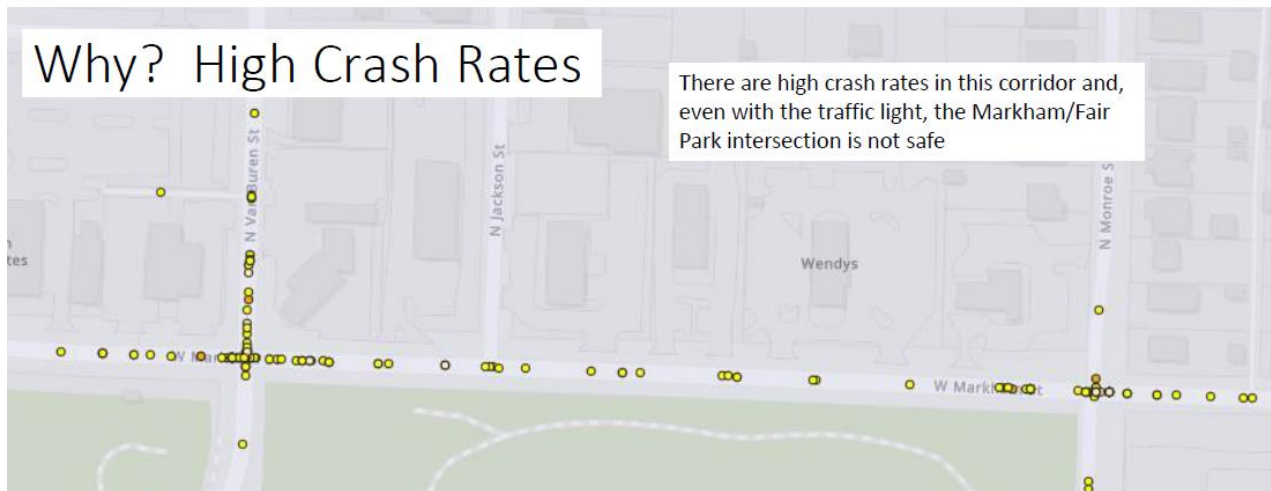 Why?  High Crash Rates
There are high crash rates in this corridor and,
even with the traffic light, the Markham/Fair
Park intersection is not safe
N Van Buren St
N Jackson St
N Monroe S
tes
Wendys
W Mar
W Markham St